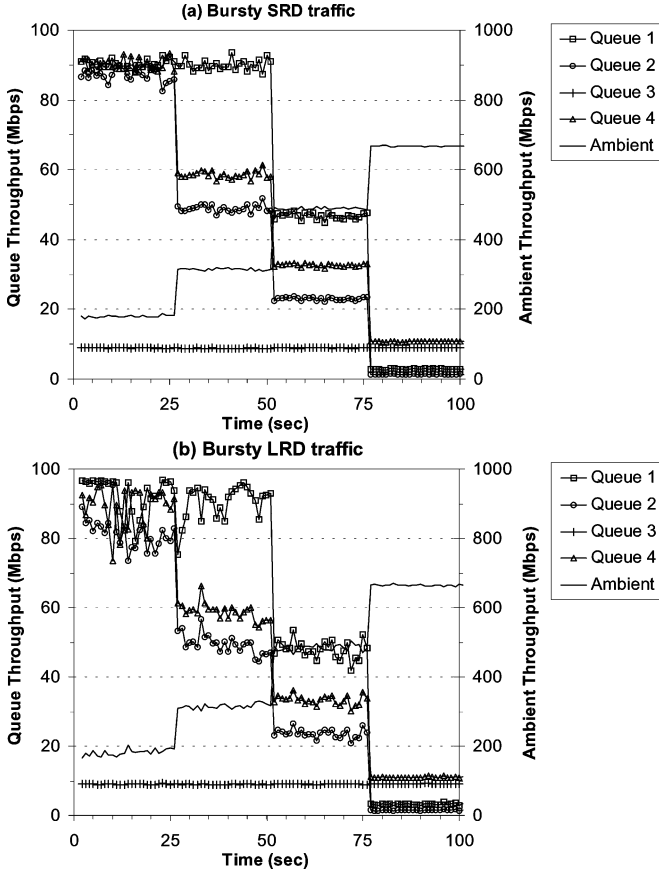 (a) Bursty SRD traffic
Queue Throughput (Mbps)
100
80
60
40
20
0
0 25 50 75 100
Time (sec)
1000
800
600
400
200
0
Ambient Throughput (Mbps)
Queue 1
Queue 2
Queue 3
Queue 4
Ambient
(b) Bursty LRD traffic
Queue Throughput (Mbps)
100
80
60
40
20
0
0 25 50 75 100
Time (sec)
1000
800
600
400
200
0
Ambient Throughput (Mbps)
Queue 1
Queue 2
Queue 3
Queue 4
Ambient